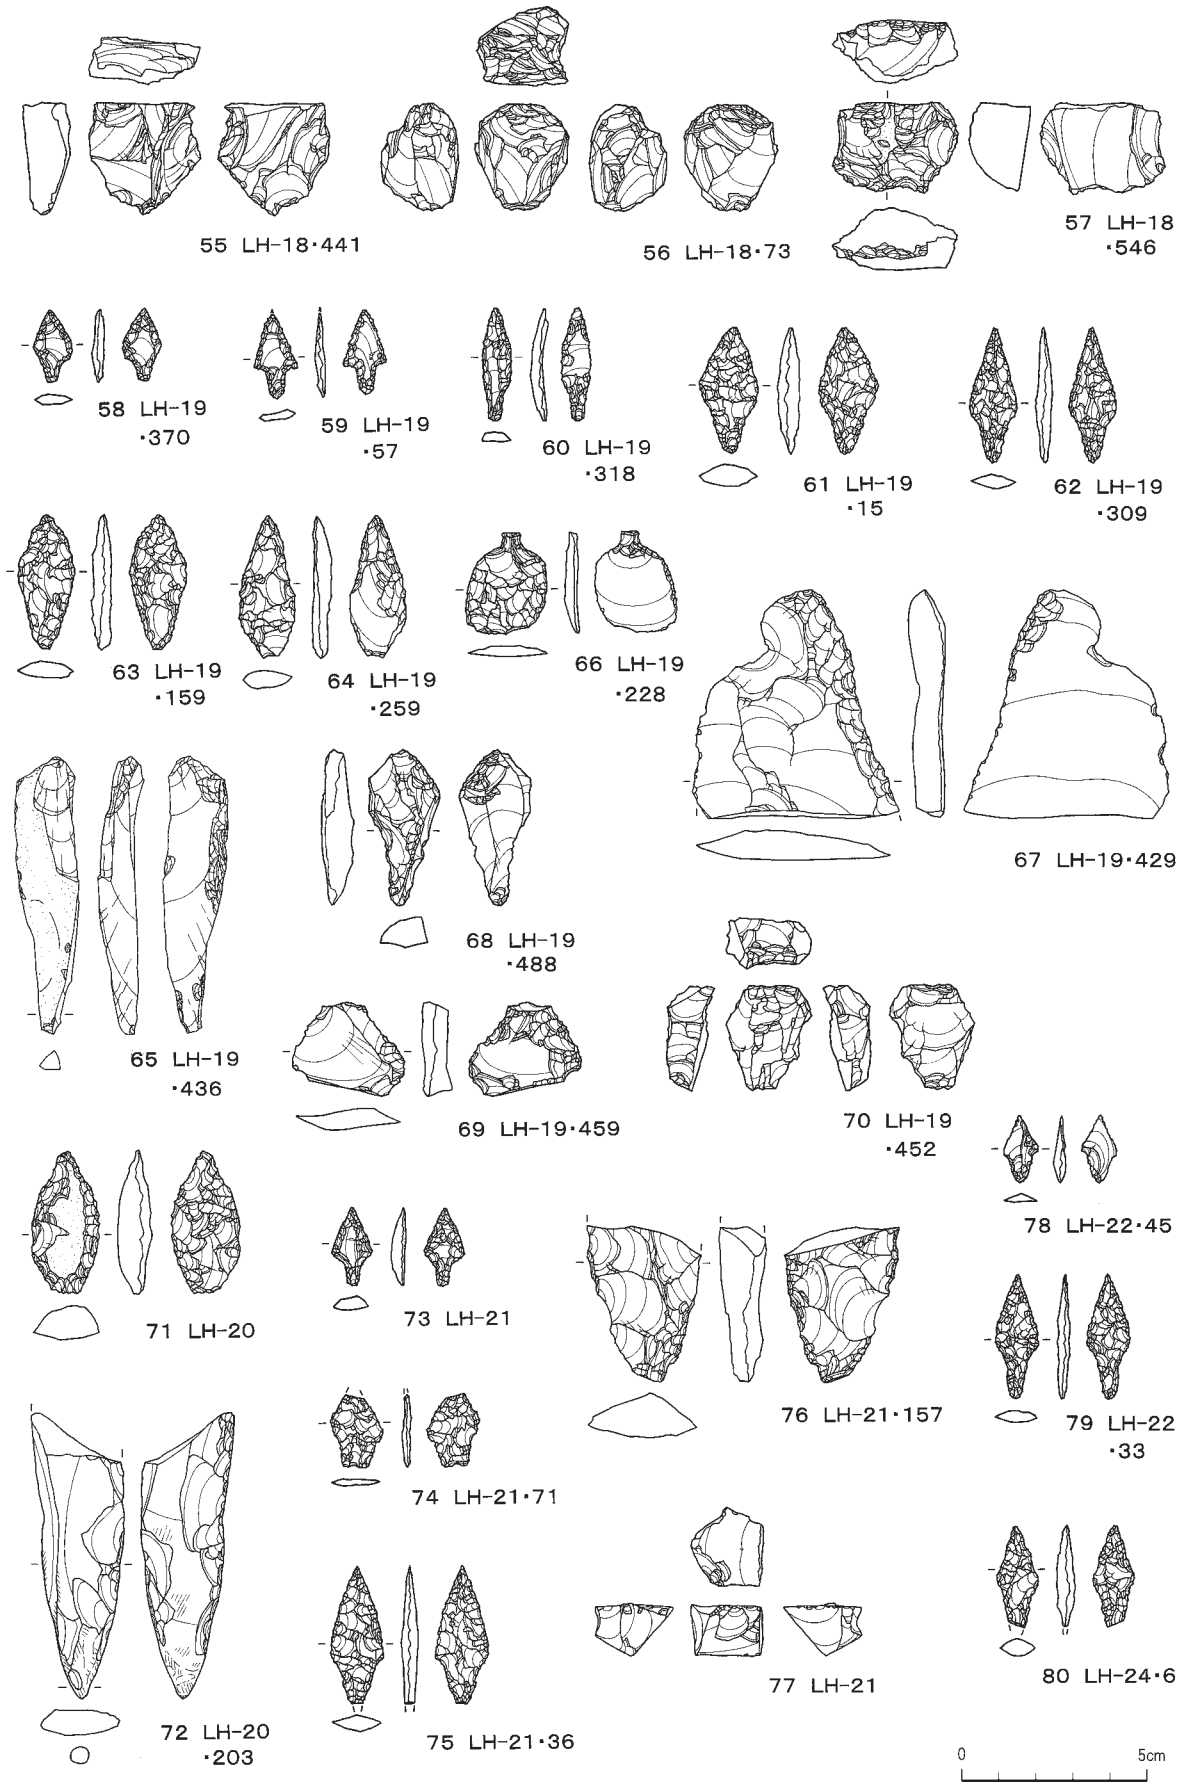 55 LH-18·441
56 LH-18·73
57 LH-18
·546
58 LH-19
·370
59 LH-19
·57
60 LH-19
·318
61 LH-19
·15
62 LH-19
·309
63 LH-19
·159
64 LH-19
·259
66 LH-19
·228
67 LH-19·429
65 LH-19
·436
68 LH-19
·488
69 LH-19·459
70 LH-19
·452
78 LH-22·45
71 LH-20
73 LH-21
76 LH-21·157
79 LH-22
·33
74 LH-21·71
72 LH-20
·203
75 LH-21·36
77 LH-21
80 LH-24·6
0 5cm